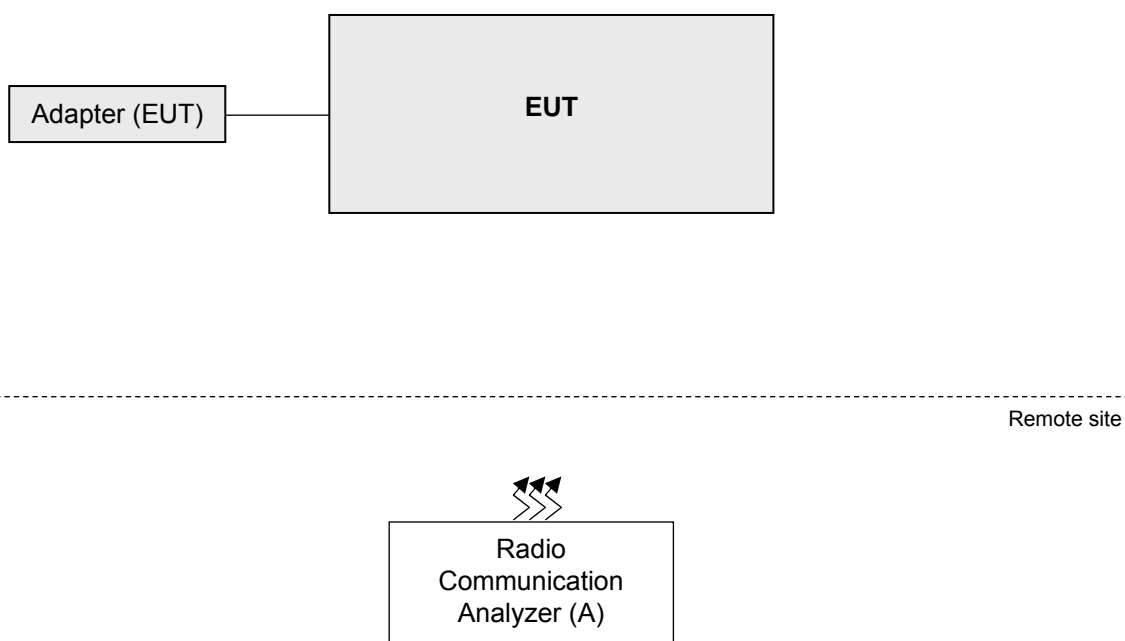 EUT
Adapter (EUT)
Remote site
Radio
Communication
Analyzer (A)